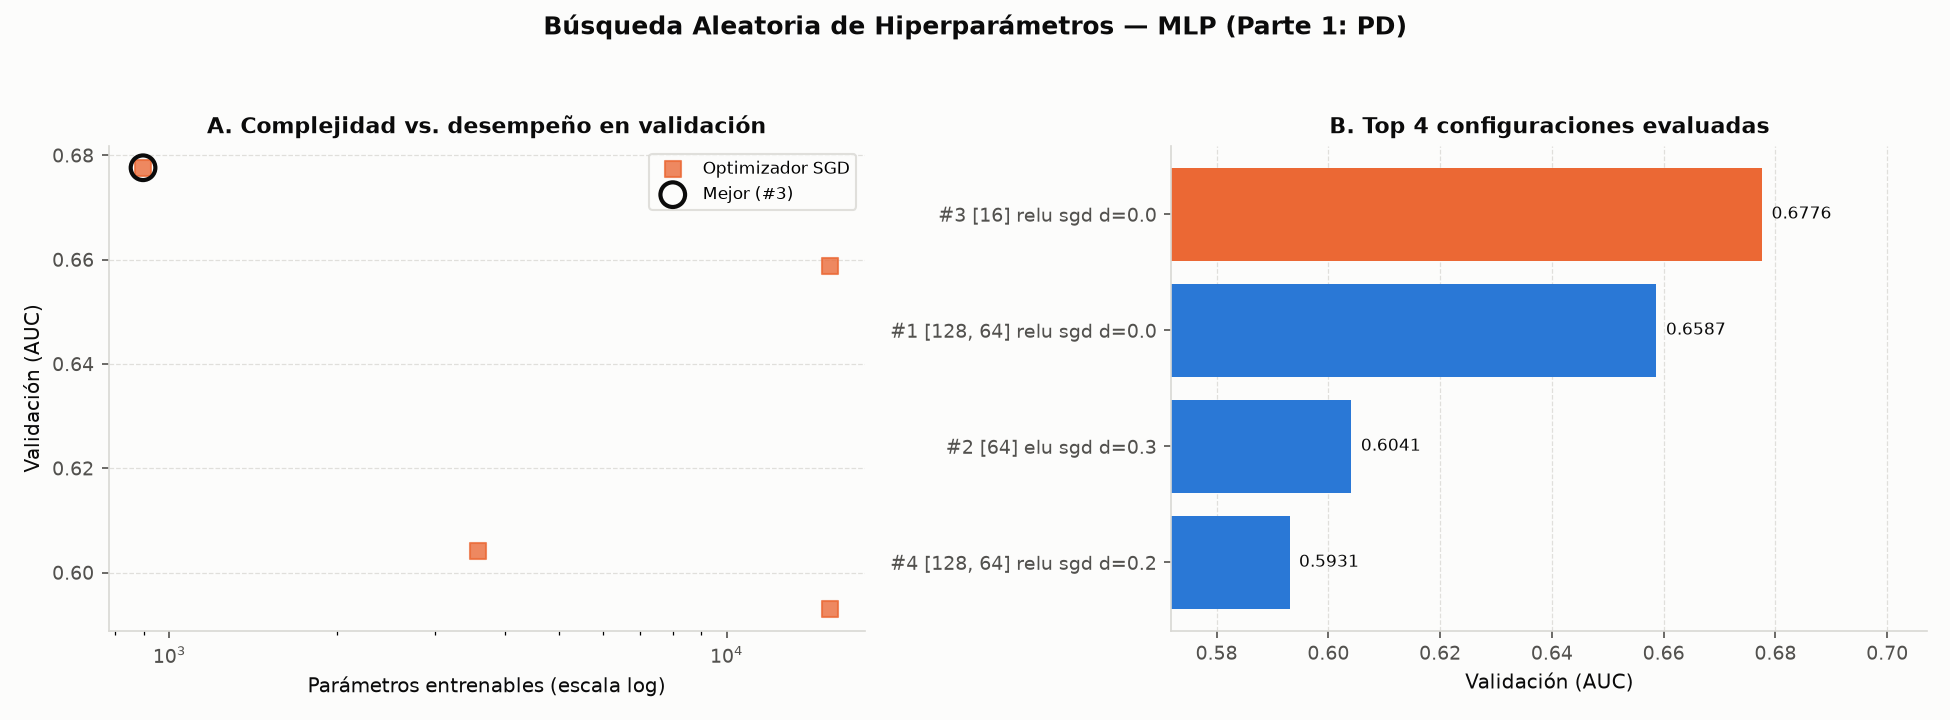 Búsqueda Aleatoria de Hiperparámetros — MLP (Parte 1: PD)
A. Complejidad vs. desempeño en validación
Validación (AUC)
0.68
0.66
0.64
0.62
0.60
Optimizador SGD
Mejor (#3)
10³
10⁴
Parámetros entrenables (escala log)
B. Top 4 configuraciones evaluadas
#3 [16] relu sgd d=0.0
0.6776
#1 [128, 64] relu sgd d=0.0
0.6587
#2 [64] elu sgd d=0.3
0.6041
#4 [128, 64] relu sgd d=0.2
0.5931
0.58
0.60
0.62
0.64
0.66
0.68
0.70
Validación (AUC)